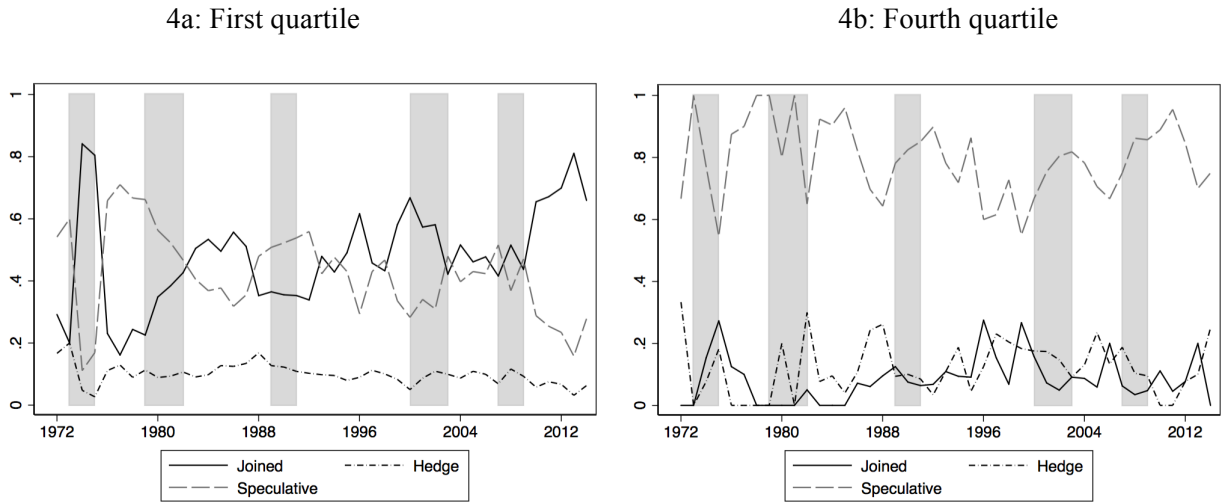 4a: First quartile
1
.8
.6
.4
.2
0
1972 1980 1988 1996 2004 2012
Joined Hedge
Speculative
4b: Fourth quartile
1
.8
.6
.4
.2
0
1972 1980 1988 1996 2004 2012
Joined Hedge
Speculative